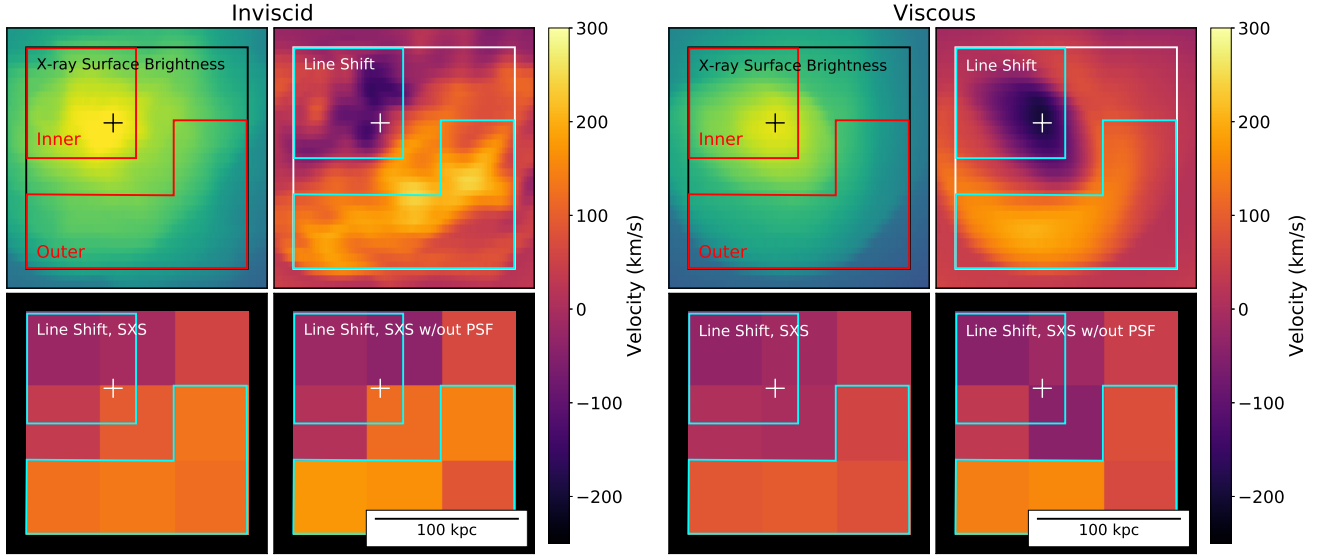 Inviscid
X-ray Surface Brightness
Inner
Outer
Line Shift
Line Shift, SXS
Line Shift, SXS w/out PSF
100 kpc
300
200
100
0
−100
−200
Velocity (km/s)
Viscous
X-ray Surface Brightness
Inner
Outer
Line Shift
Line Shift, SXS
Line Shift, SXS w/out PSF
100 kpc
300
200
100
0
−100
−200
Velocity (km/s)